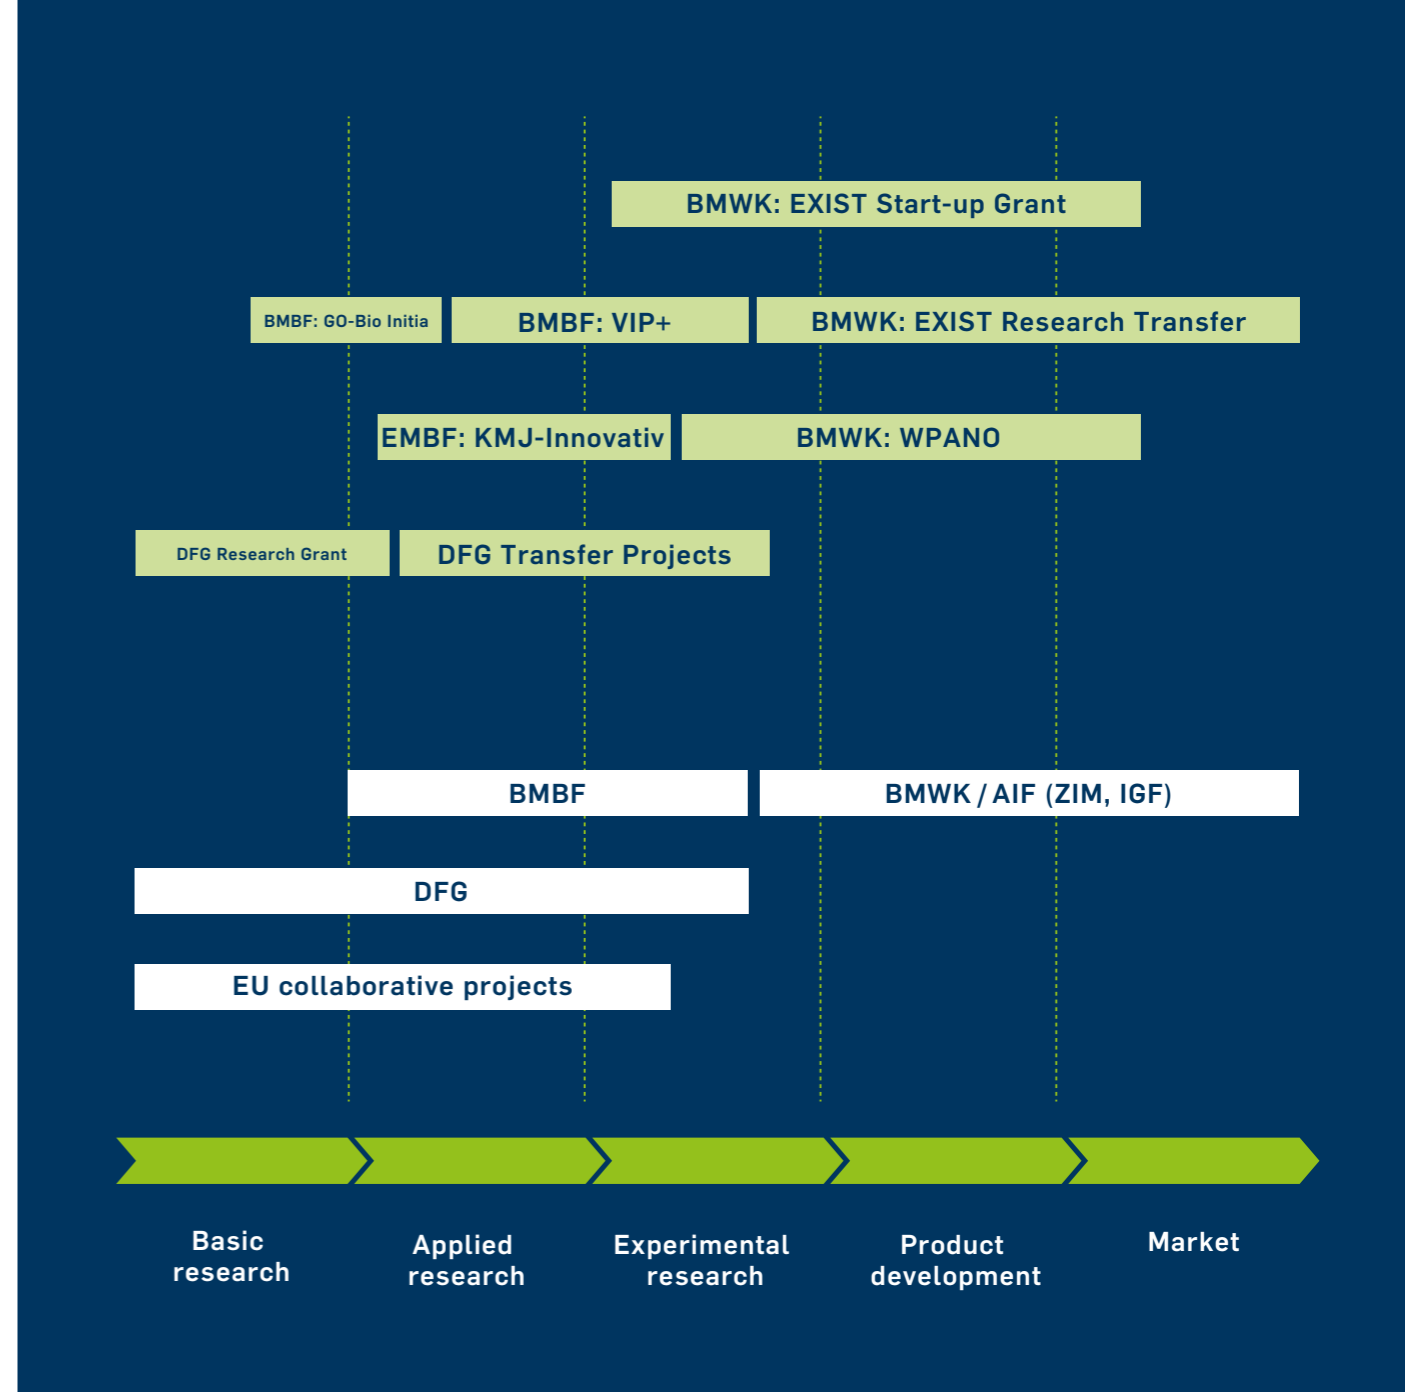 BMWK: EXIST Start-up Grant
BMBF: GO-Bio Initia
BMBF: VIP+
BMWK: EXIST Research Transfer
EMBF: KMJ-Innovativ
BMWK: WPANO
DFG Research Grant
DFG Transfer Projects
BMBF
BMWK / AIF (ZIM, IGF)
DFG
EU collaborative projects
Basic
research
Applied
research
Experimental
research
Product
development
Market